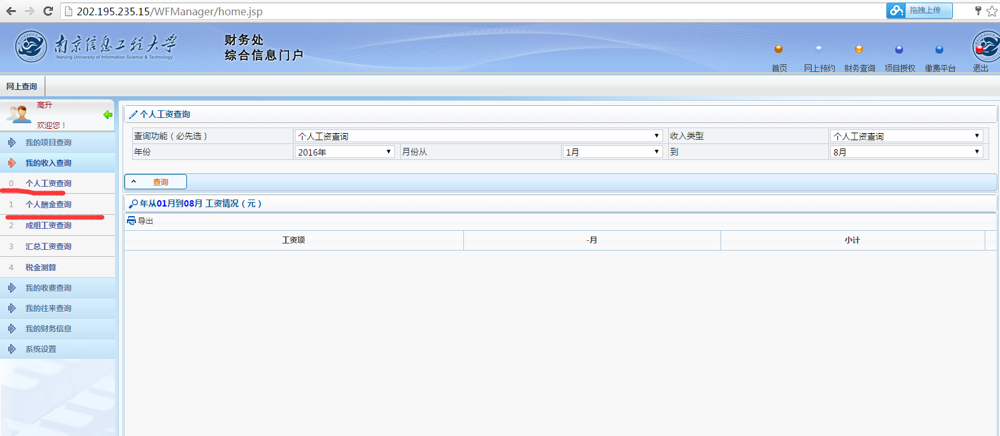 202.195.235.15/WFManager/home.jsp
拖拽上传
南京信息工程大学
Nanjing University of Information Science & Technology
财务处
综合信息门户
首页 网上预约 财务查询 项目授权 缴费平台 退出
网上查询
高升
欢迎您！
我的项目查询
我的收入查询
0 个人工资查询
1 个人酬金查询
2 成组工资查询
3 汇总工资查询
4 税金测算
我的收费查询
我的往来查询
我的财务信息
系统设置
个人工资查询
查询功能（必先选） 个人工资查询 收入类型 个人工资查询
年份 2016年 月份从 1月 到 8月
查询
年从01月到08月 工资情况（元）
导出
工资项 -月 小计